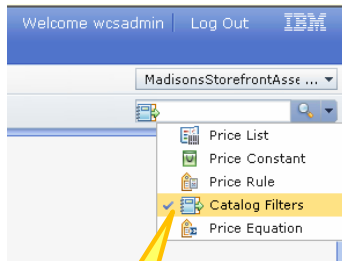 Welcome wcsadmin Log Out IBM
MadisonsStorefrontAsse ...
Price List
Price Constant
Price Rule
Catalog Filters
Price Equation